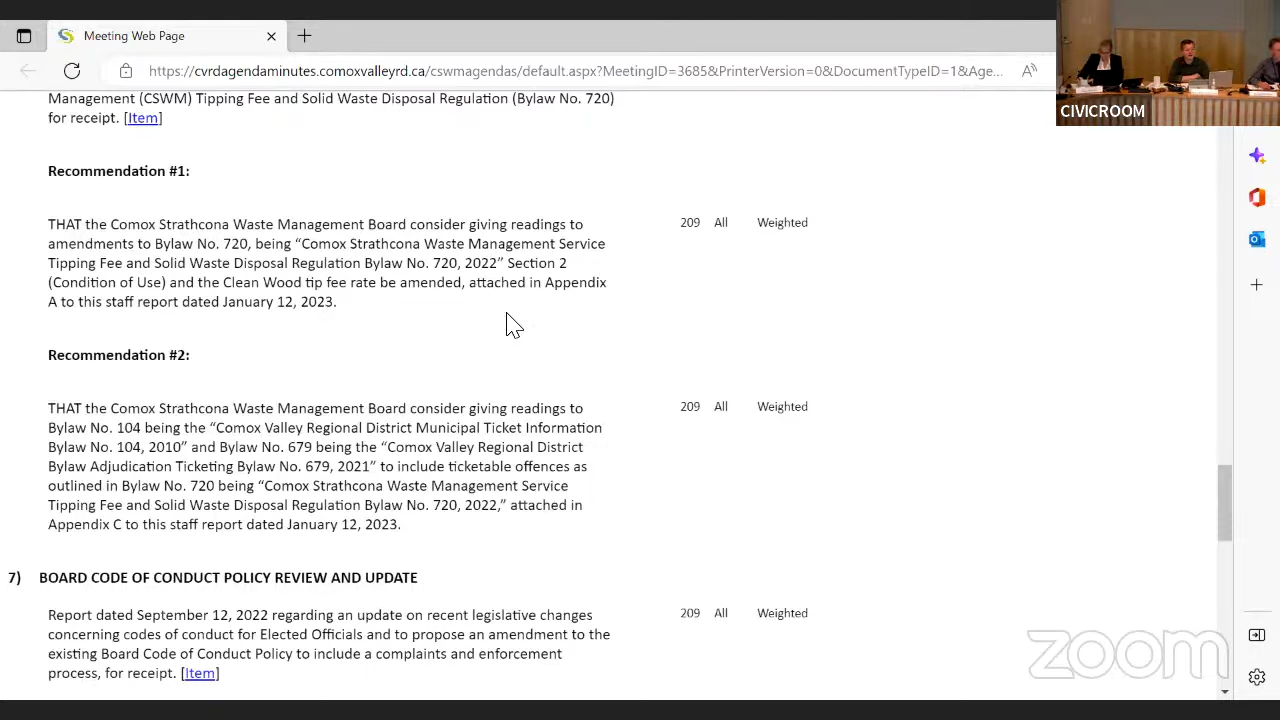 Meeting Web Page
https://cvrdagendaminutes.comoxvalleyrd.ca/cswmagendas/default.aspx?MeetingID=3685&PrinterVersion=0&DocumentTypeID=1&Age...
CIVICROOM
Management (CSWM) Tipping Fee and Solid Waste Disposal Regulation (Bylaw No. 720)
for receipt. [Item]
Recommendation #1:
THAT the Comox Strathcona Waste Management Board consider giving readings to 209 All Weighted
amendments to Bylaw No. 720, being “Comox Strathcona Waste Management Service
Tipping Fee and Solid Waste Disposal Regulation Bylaw No. 720, 2022” Section 2
(Condition of Use) and the Clean Wood tip fee rate be amended, attached in Appendix
A to this staff report dated January 12, 2023.
Recommendation #2:
THAT the Comox Strathcona Waste Management Board consider giving readings to 209 All Weighted
Bylaw No. 104 being the “Comox Valley Regional District Municipal Ticket Information
Bylaw No. 104, 2010” and Bylaw No. 679 being the “Comox Valley Regional District
Bylaw Adjudication Ticketing Bylaw No. 679, 2021” to include ticketable offences as
outlined in Bylaw No. 720 being “Comox Strathcona Waste Management Service
Tipping Fee and Solid Waste Disposal Regulation Bylaw No. 720, 2022,” attached in
Appendix C to this staff report dated January 12, 2023.
7) BOARD CODE OF CONDUCT POLICY REVIEW AND UPDATE
Report dated September 12, 2022 regarding an update on recent legislative changes 209 All Weighted
concerning codes of conduct for Elected Officials and to propose an amendment to the
existing Board Code of Conduct Policy to include a complaints and enforcement
process, for receipt. [Item]
zoom